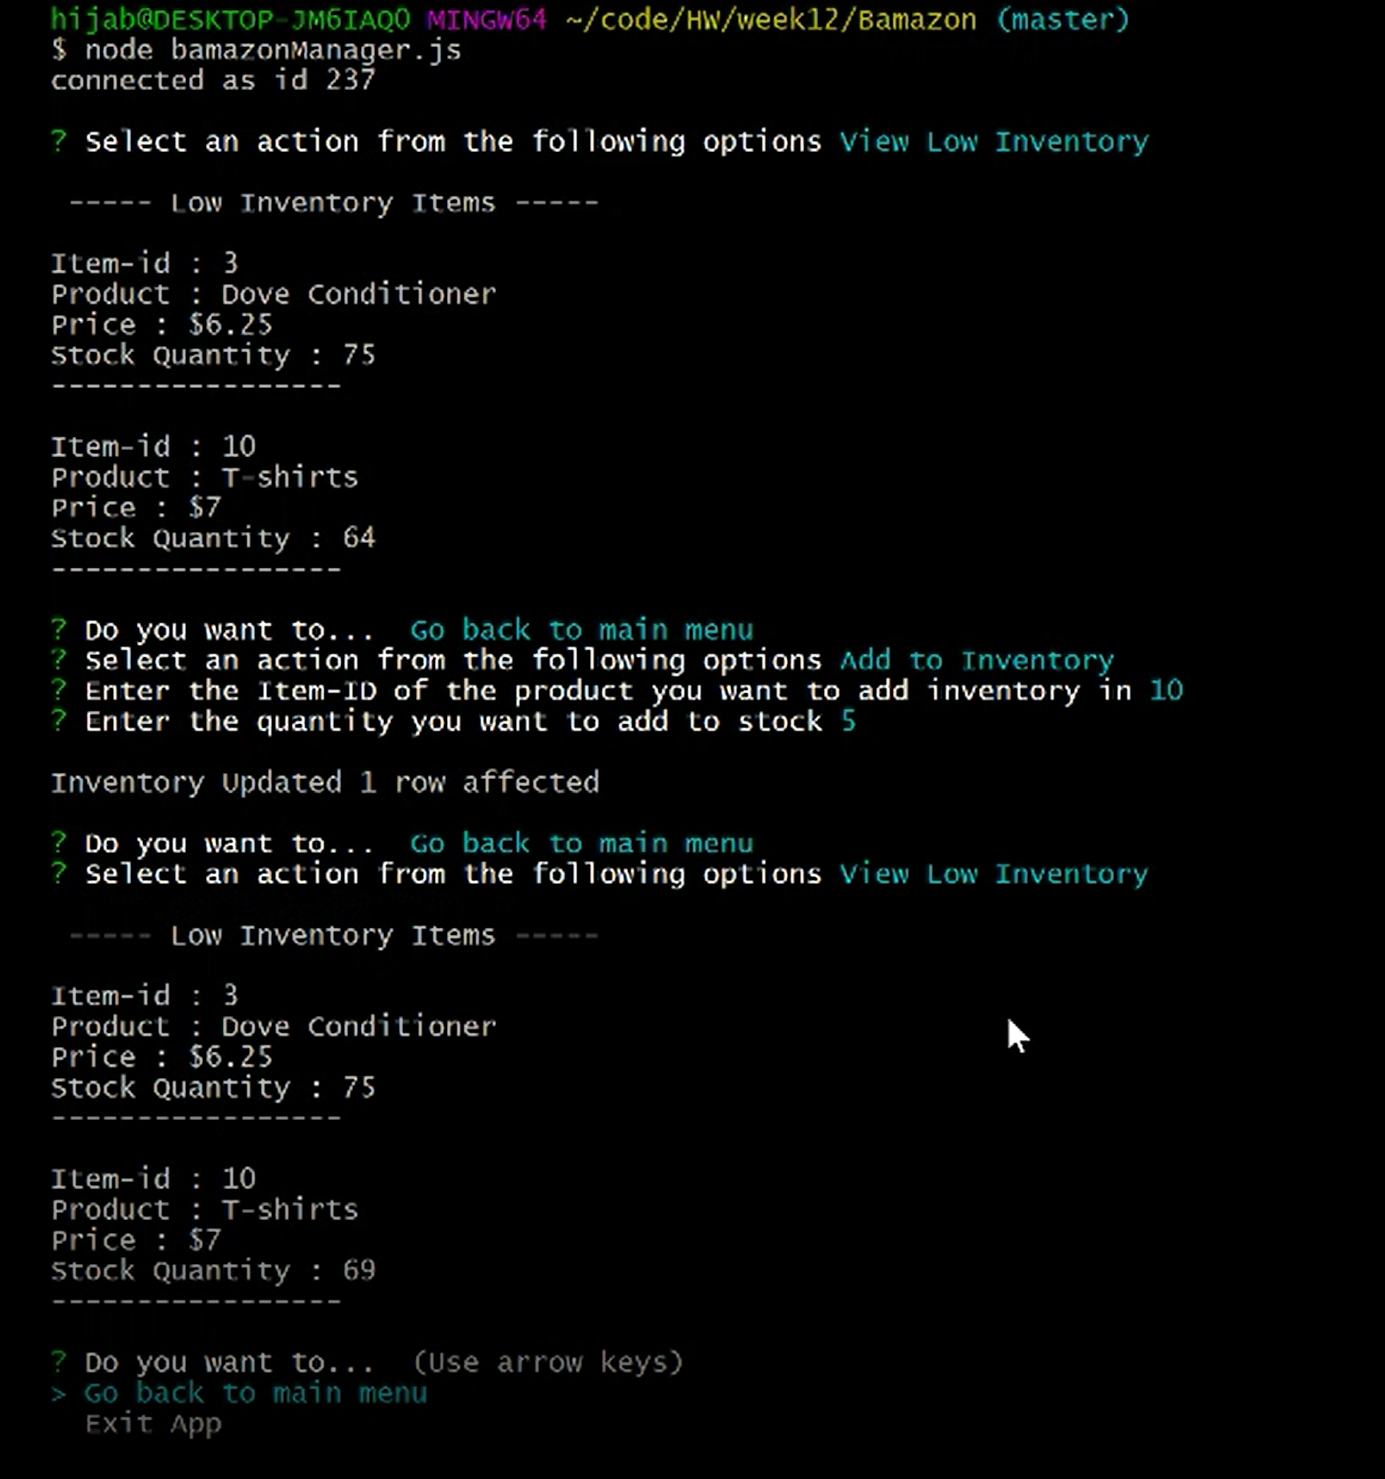 hijab@DESKTOP-JM6IAQO MINGW64 ~/code/HW/week12/Bamazon (master)
$ node bamazonManager.js
connected as id 237
? Select an action from the following options View Low Inventory
----- Low Inventory Items -----
Item-id : 3
Product : Dove Conditioner
Price : $6.25
Stock Quantity : 75
-----------------
Item-id : 10
Product : T-shirts
Price : $7
Stock Quantity : 64
-----------------
? Do you want to...  Go back to main menu
? Select an action from the following options Add to Inventory
? Enter the Item-ID of the product you want to add inventory in 10
? Enter the quantity you want to add to stock 5
Inventory Updated 1 row affected
? Do you want to...  Go back to main menu
? Select an action from the following options View Low Inventory
----- Low Inventory Items -----
Item-id : 3
Product : Dove Conditioner
Price : $6.25
Stock Quantity : 75
-----------------
Item-id : 10
Product : T-shirts
Price : $7
Stock Quantity : 69
-----------------
? Do you want to...  (Use arrow keys)
> Go back to main menu
Exit App